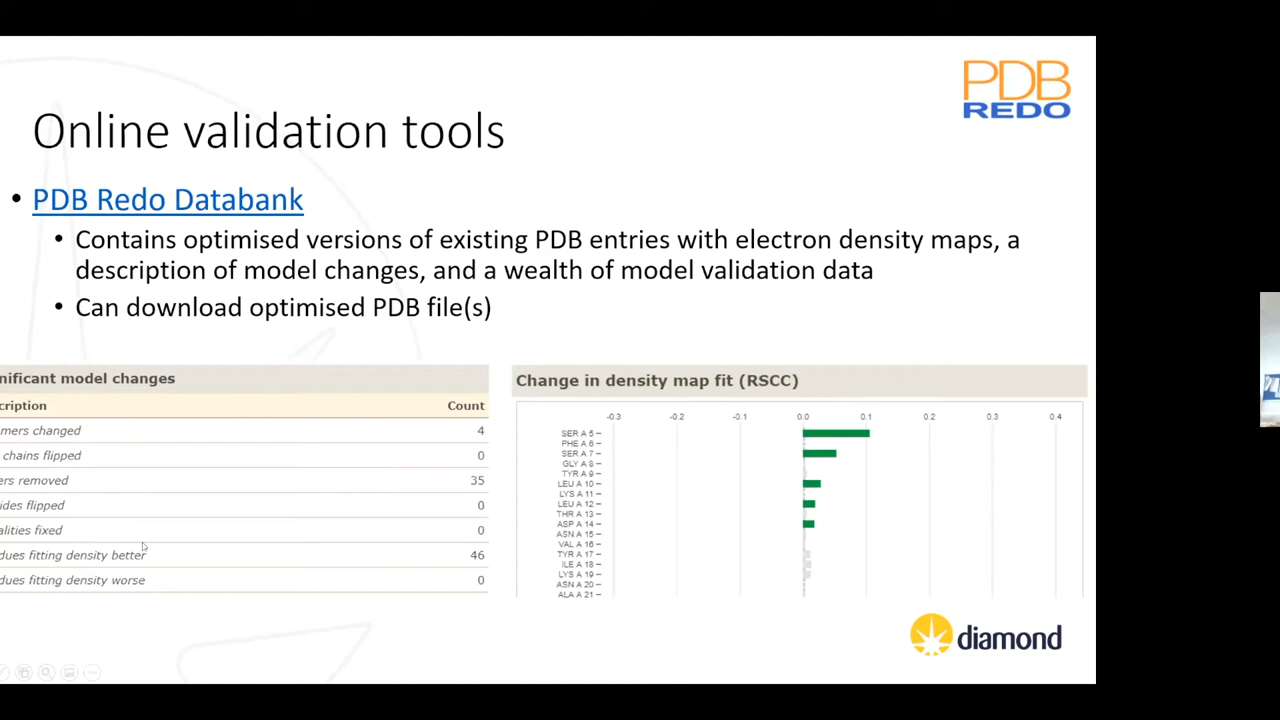 PDB
REDO
Online validation tools
• PDB Redo Databank
• Contains optimised versions of existing PDB entries with electron density maps, a
description of model changes, and a wealth of model validation data
• Can download optimised PDB file(s)
nificant model changes
cription Count
mers changed 4
chains flipped 0
ers removed 35
ides flipped 0
alities fixed 0
dues fitting density better 46
dues fitting density worse 0
Change in density map fit (RSCC)
-0.3 -0.2 -0.1 0.0 0.1 0.2 0.3 0.4
SER A 5
PHE A 6
SER A 7
GLY A 8
TYR A 9
LEU A 10
LYS A 11
LEU A 12
THR A 13
ASP A 14
ASN A 15
VAL A 16
TYR A 17
ILE A 18
LYS A 19
ASN A 20
ALA A 21
diamond